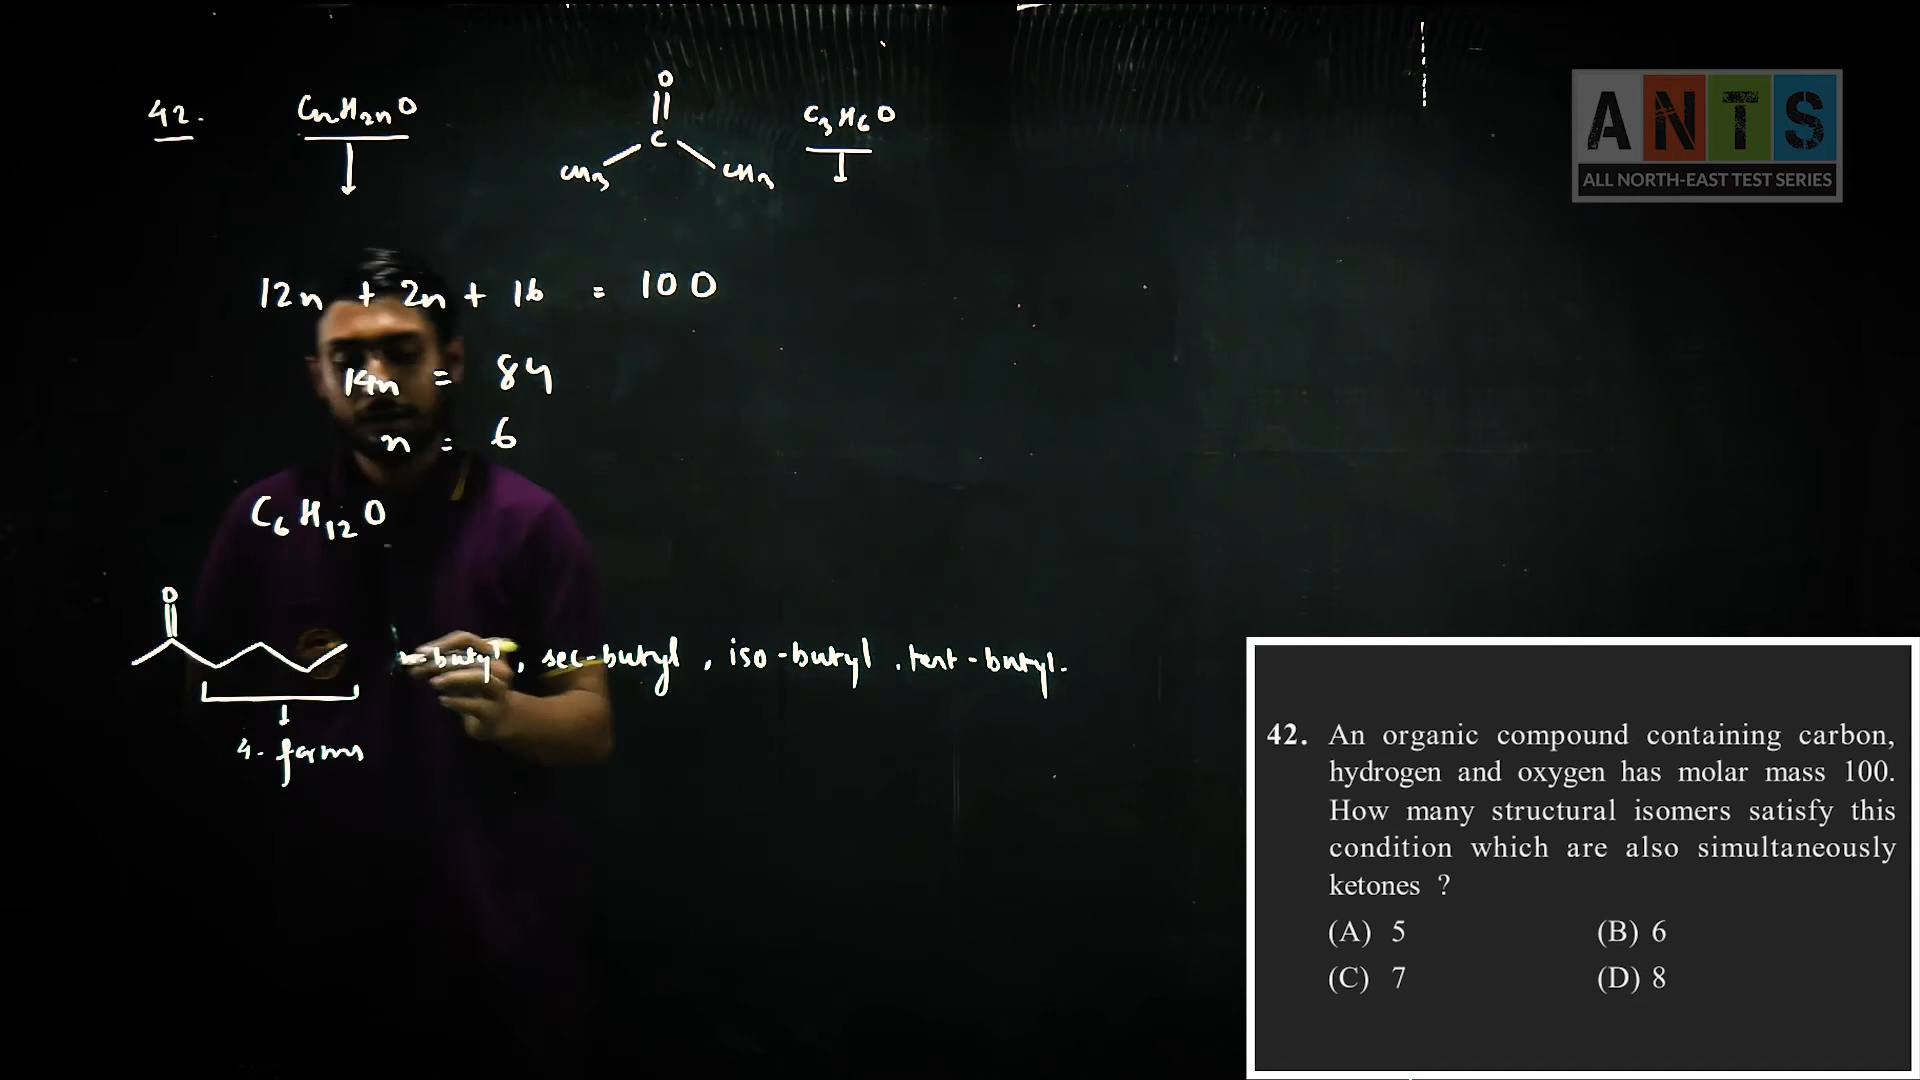 42.
CnH2nO
O
||
C
CH3
CH3
C3H6O
12n + 2n + 16 = 100
14n = 84
n = 6
C6H12O
O
n-butyl, sec-butyl, iso-butyl, tert-butyl.
4-forms
ANTS
ALL NORTH-EAST TEST SERIES
42. An organic compound containing carbon,
hydrogen and oxygen has molar mass 100.
How many structural isomers satisfy this
condition which are also simultaneously
ketones ?
(A) 5 (B) 6
(C) 7 (D) 8